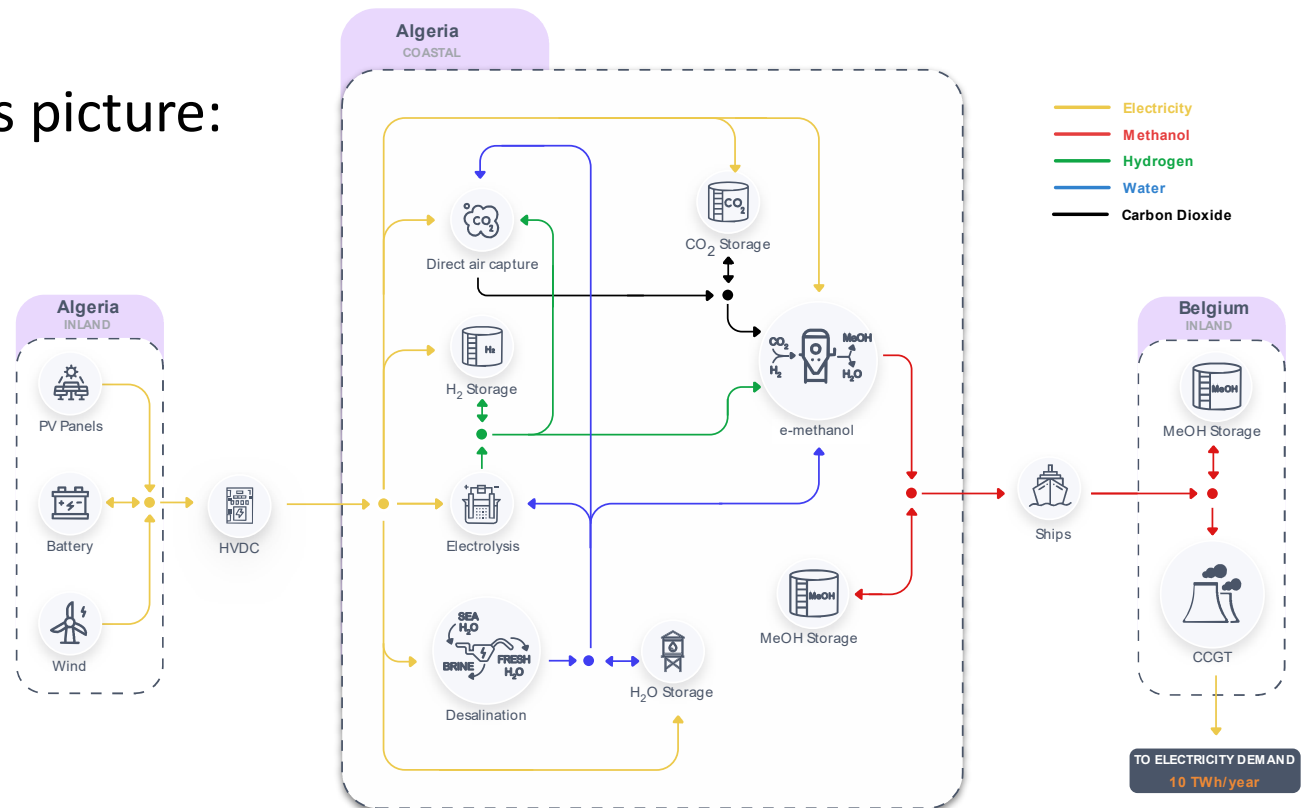 s picture:
Algeria
COASTAL
Electricity
Methanol
Hydrogen
Water
Carbon Dioxide
CO2
Direct air capture
CO2
CO2 Storage
Algeria
INLAND
PV Panels
Battery
Wind
HVDC
H2
H2 Storage
Electrolysis
CO2
H2
MeOH
H2O
e-methanol
SEA
H2O
BRINE
FRESH
H2O
Desalination
H2O Storage
MeOH
MeOH Storage
Ships
Belgium
INLAND
MeOH
MeOH Storage
CCGT
TO ELECTRICITY DEMAND
10 TWh/year